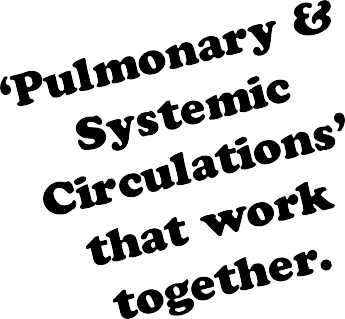 ‘Pulmonary &
Systemic
Circulations’
that work
together.